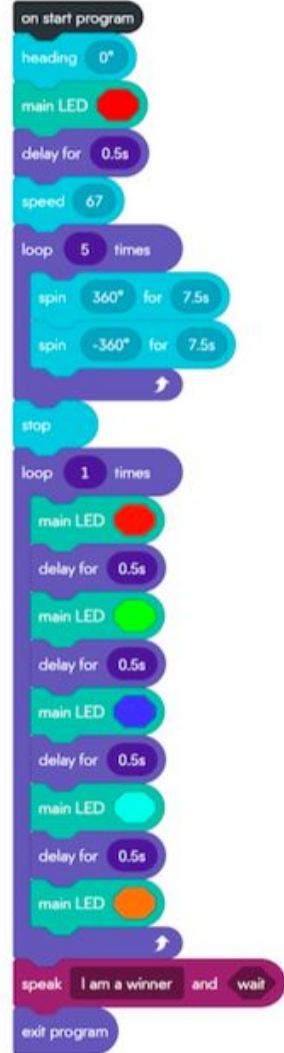 on start program
heading 0°
main LED
delay for 0.5s
speed 67
loop 5 times
spin 360° for 7.5s
spin -360° for 7.5s
stop
loop 1 times
main LED
delay for 0.5s
main LED
delay for 0.5s
main LED
delay for 0.5s
main LED
delay for 0.5s
main LED
speak I am a winner and wait
exit program